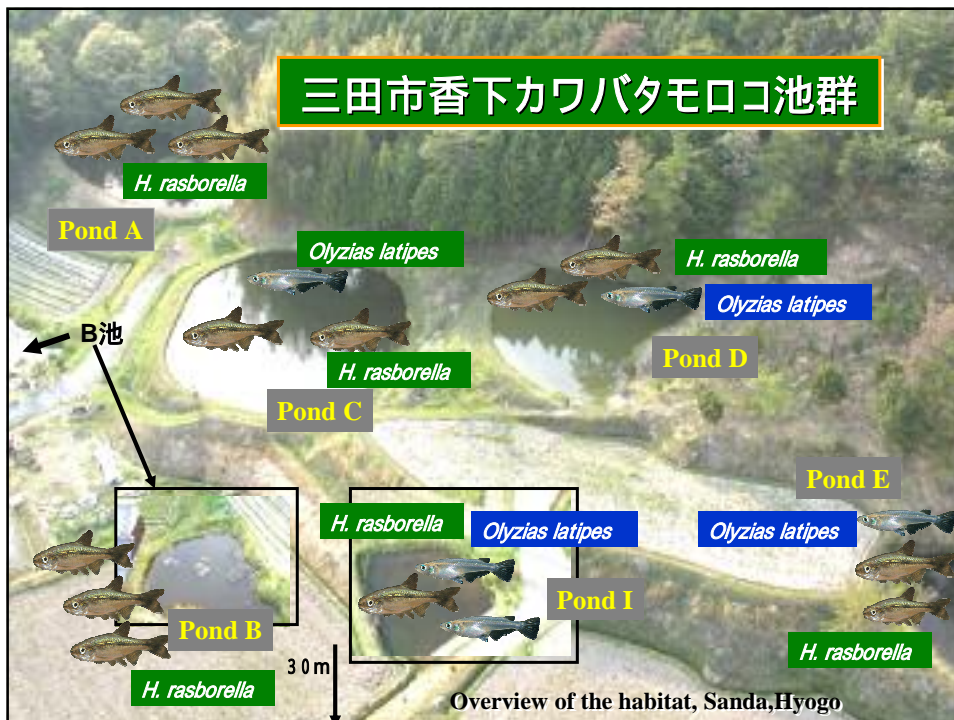 三田市香下カワバタモロコ池群
H. rasborella
Pond A
Olyzias latipes
H. rasborella
Olyzias latipes
B池
Pond D
H. rasborella
Pond C
Pond E
H. rasborella
Olyzias latipes
Olyzias latipes
Pond I
Pond B
H. rasborella
H. rasborella
30m
Overview of the habitat, Sanda,Hyogo